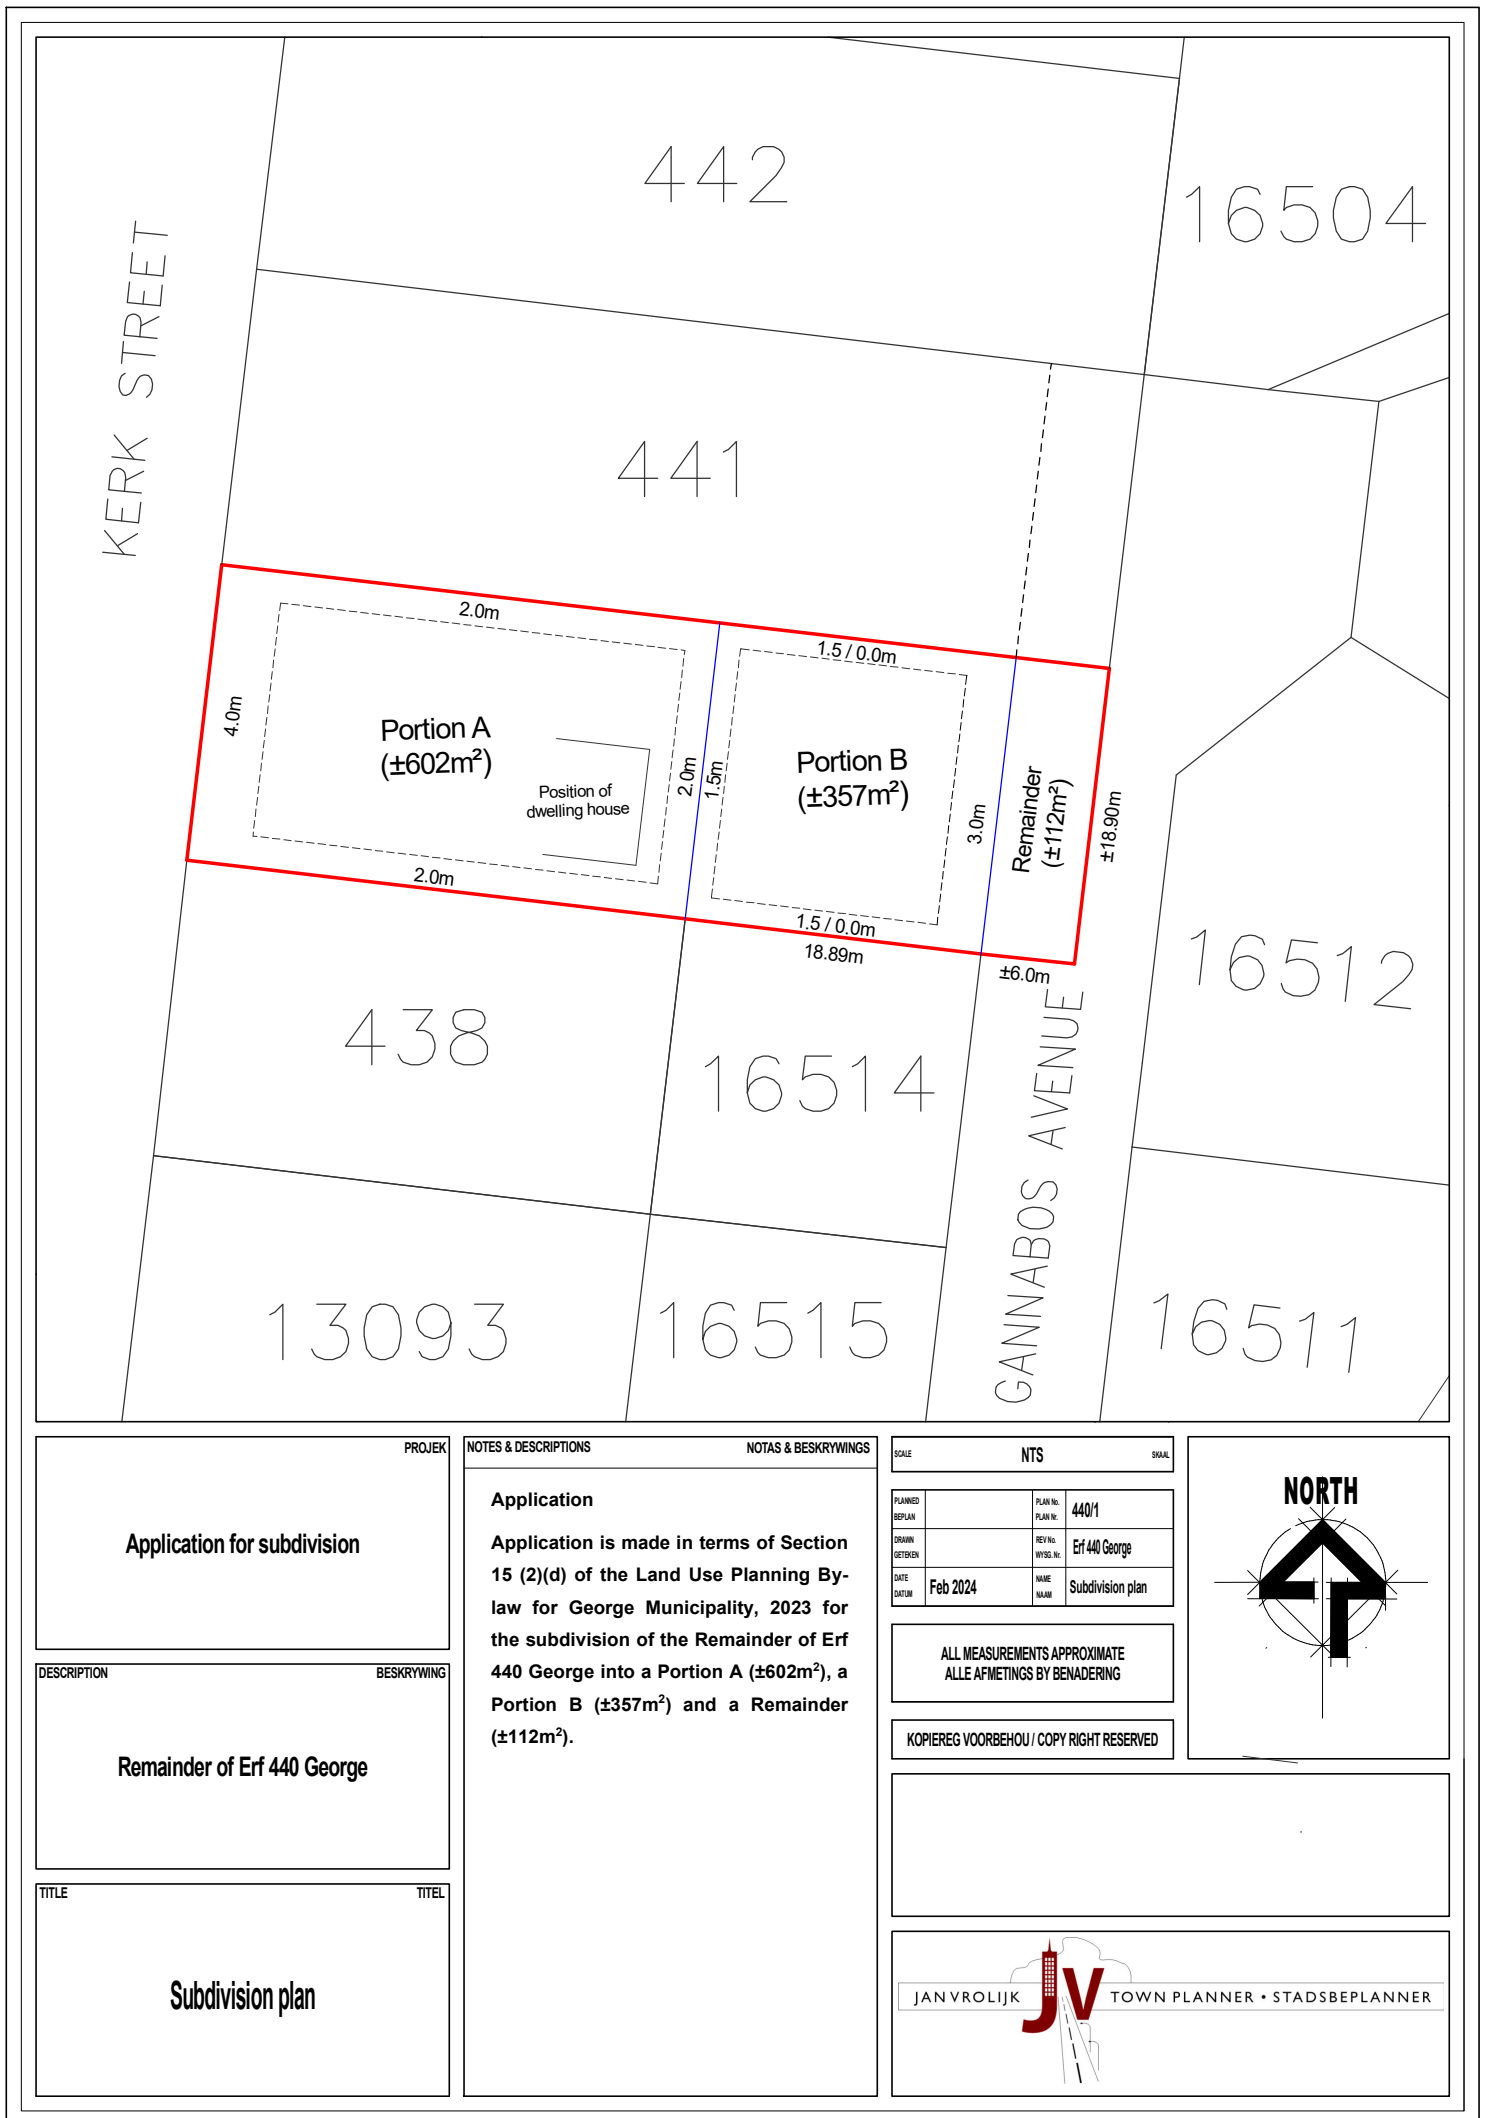 442
16504
KERK STREET
441
2.0m
1.5 / 0.0m
4.0m
Portion A
(±602m²)
Position of
dwelling house
2.0m
1.5m
Portion B
(±357m²)
3.0m
Remainder
(±112m²)
±18.90m
2.0m
1.5 / 0.0m
18.89m
±6.0m
438
16514
16512
GANNABOS AVENUE
13093
16515
16511
PROJEK
Application for subdivision
DESCRIPTION BESKRYWING
Remainder of Erf 440 George
TITLE TITEL
Subdivision plan
NOTES & DESCRIPTIONS NOTAS & BESKRYWINGS
Application
Application is made in terms of Section
15 (2)(d) of the Land Use Planning By-
law for George Municipality, 2023 for
the subdivision of the Remainder of Erf
440 George into a Portion A (±602m²), a
Portion B (±357m²) and a Remainder
(±112m²).
SCALE NTS SKAAL
PLANNED PLAN No. 440/1
BEPLAN PLAN Nr.
DRAWN REV No. Erf 440 George
GETEKEN WYSG. Nr.
DATE Feb 2024 NAME Subdivision plan
DATUM NAAM
ALL MEASUREMENTS APPROXIMATE
ALLE AFMETINGS BY BENADERING
KOPIEREG VOORBEHOU / COPY RIGHT RESERVED
NORTH
JAN VROLIJK JV TOWN PLANNER • STADSBEPLANNER